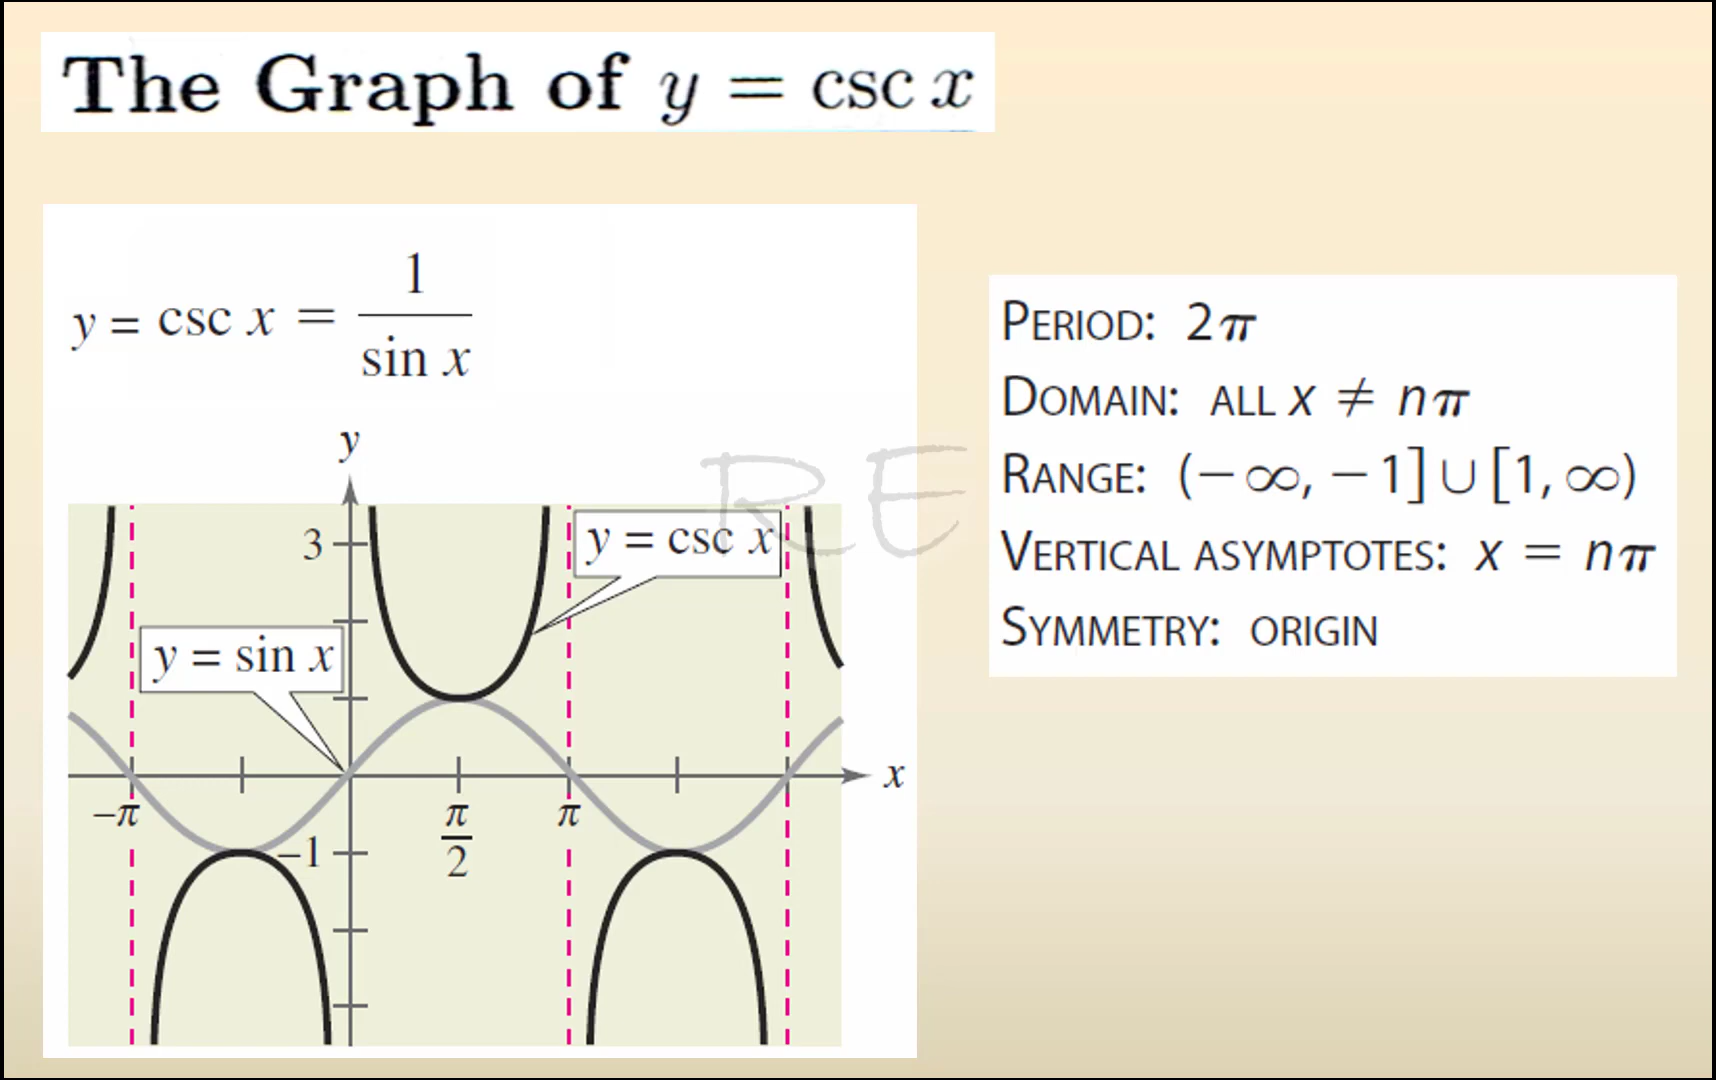 The Graph of y = csc x
y = csc x = 1 / sin x
y
3
y = csc x
y = sin x
x
−π
π/2
π
−1
RE
PERIOD: 2π
DOMAIN: ALL x ≠ nπ
RANGE: (−∞, −1] ∪ [1, ∞)
VERTICAL ASYMPTOTES: x = nπ
SYMMETRY: ORIGIN